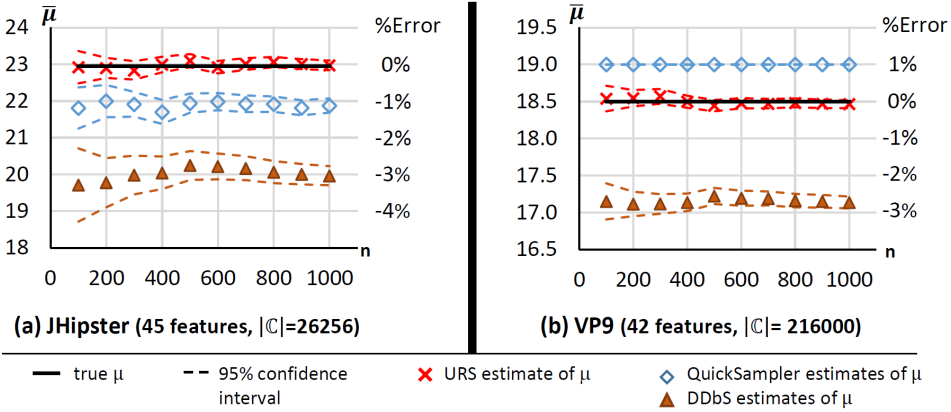 μ̅ %Error
24
23 0%
22 -1%
21 -2%
20 -3%
19 -4%
18 n
0 200 400 600 800 1000
(a) JHipster (45 features, |ℂ|=26256)
μ̅ %Error
19.5
19.0 1%
18.5 0%
18.0 -1%
17.5 -2%
17.0 -3%
16.5 n
0 200 400 600 800 1000
(b) VP9 (42 features, |ℂ|= 216000)
true μ
95% confidence
interval
URS estimate of μ
QuickSampler estimates of μ
DDbS estimates of μ